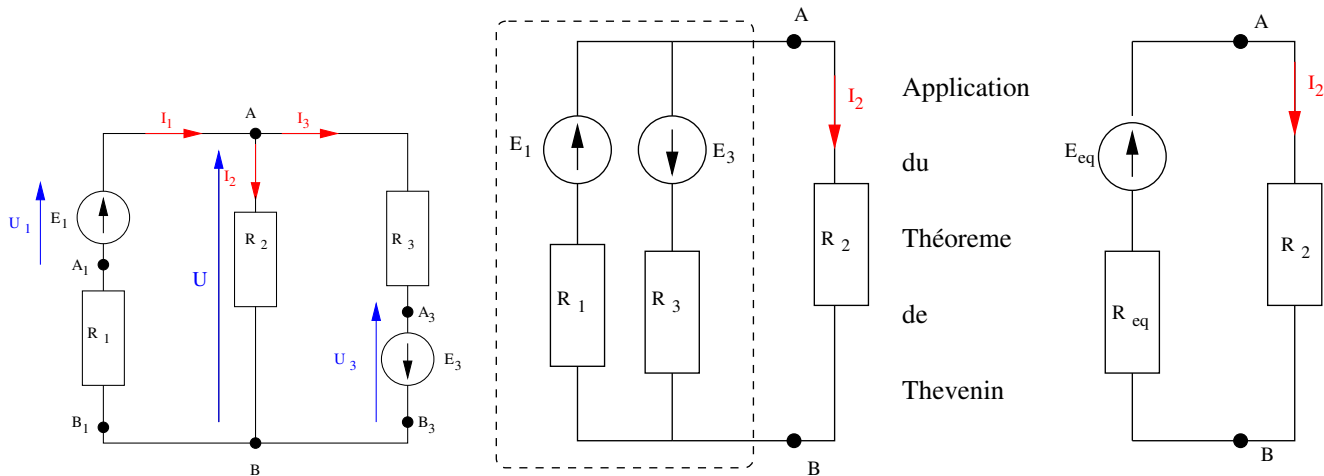 I1
A
I3
I2
U1
E1
R2
R3
A1
U
A3
R1
U3
E3
B1
B3
B
A
I2
E1
E3
R1
R3
R2
B
Application
du
Théoreme
de
Thevenin
A
I2
Eeq
R2
Req
B